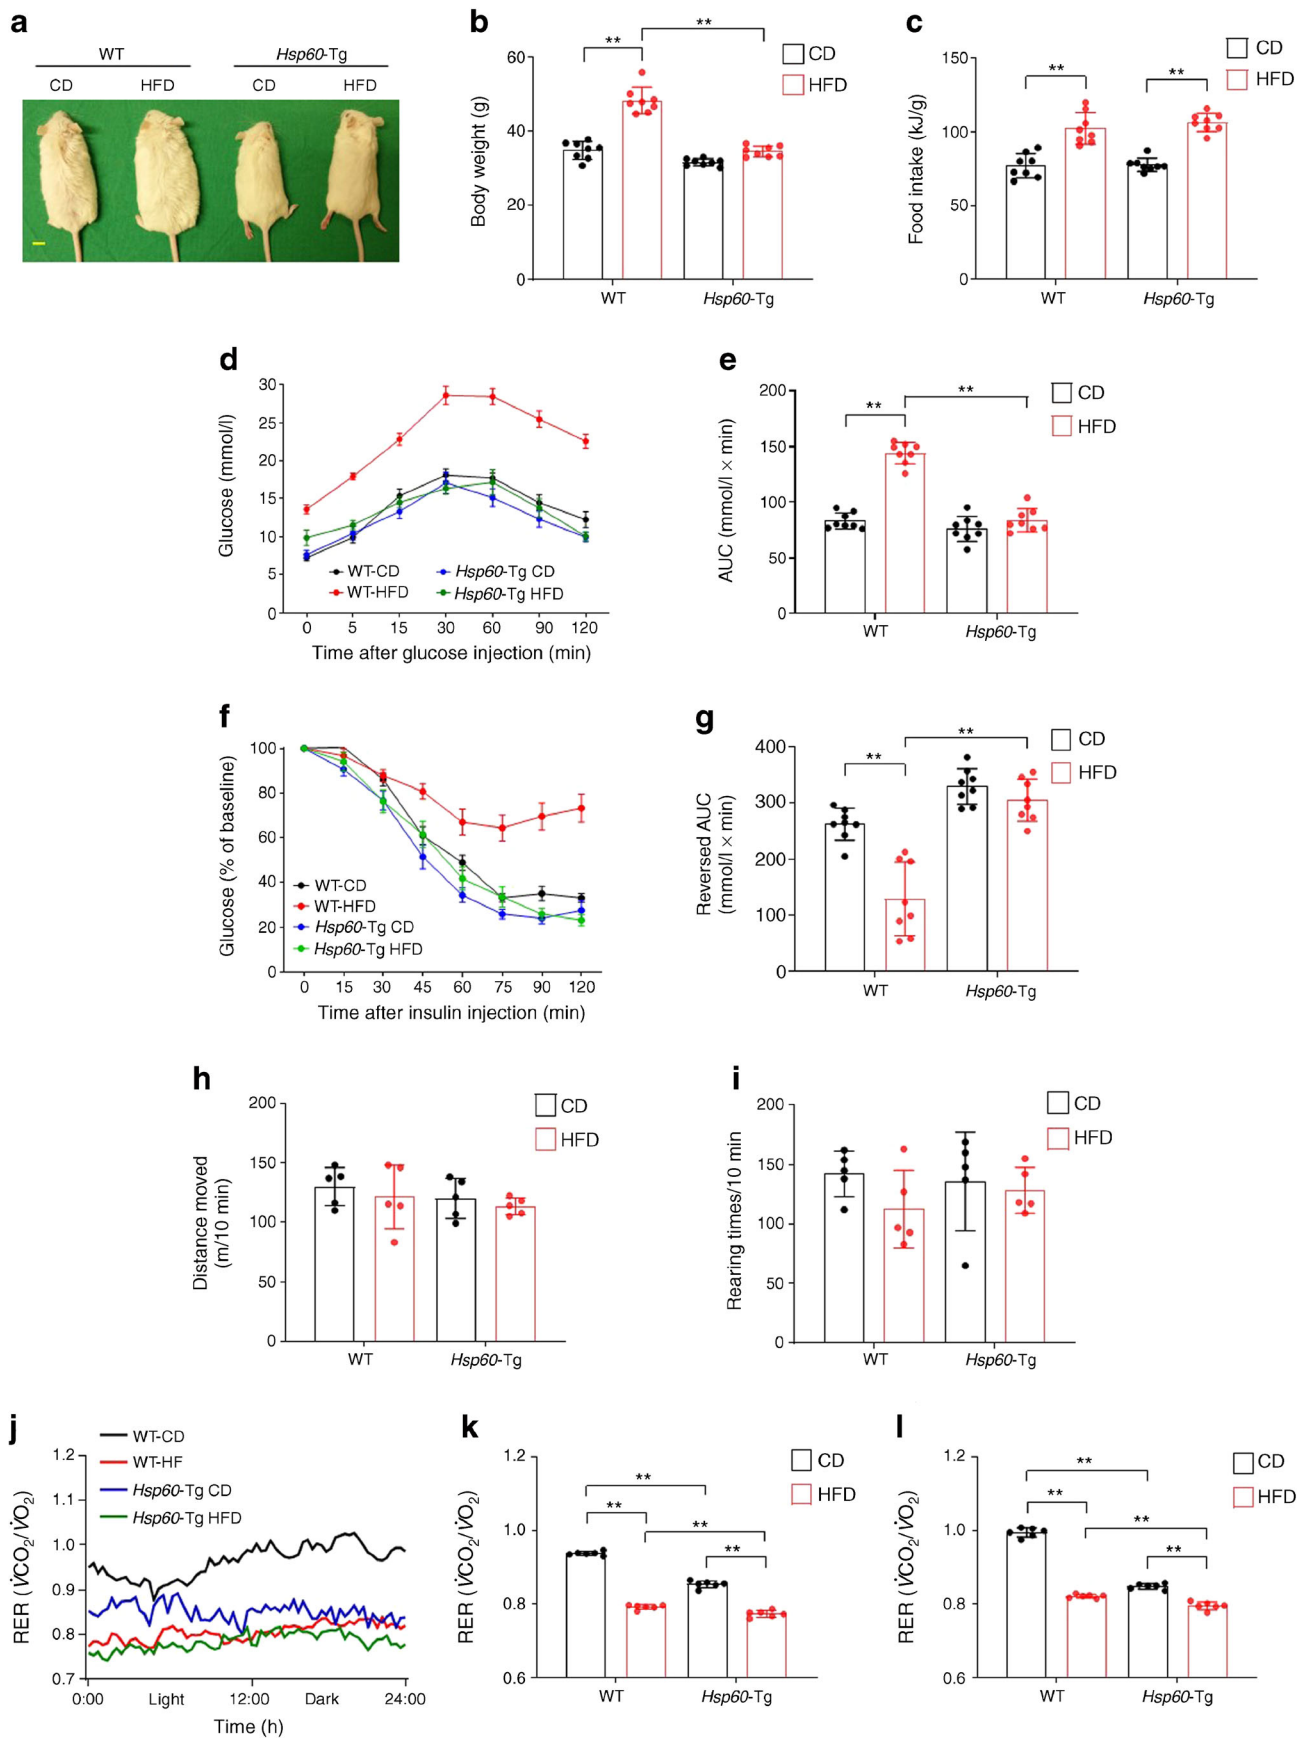 a
WT
Hsp60-Tg
CD
HFD
CD
HFD
b
**
**
CD
HFD
Body weight (g)
60
40
20
0
WT
Hsp60-Tg
c
**
**
CD
HFD
Food intake (kJ/g)
150
100
50
0
WT
Hsp60-Tg
d
Glucose (mmol/l)
30
25
20
15
10
5
0
WT-CD
WT-HFD
Hsp60-Tg CD
Hsp60-Tg HFD
0 5 15 30 60 90 120
Time after glucose injection (min)
e
**
**
CD
HFD
AUC (mmol/l × min)
200
150
100
50
0
WT
Hsp60-Tg
f
Glucose (% of baseline)
100
80
60
40
20
0
WT-CD
WT-HFD
Hsp60-Tg CD
Hsp60-Tg HFD
0 15 30 45 60 75 90 120
Time after insulin injection (min)
g
**
**
CD
HFD
Reversed AUC
(mmol/l × min)
400
300
200
100
0
WT
Hsp60-Tg
h
CD
HFD
Distance moved
(m/10 min)
200
150
100
50
0
WT
Hsp60-Tg
i
CD
HFD
Rearing times/10 min
200
150
100
50
0
WT
Hsp60-Tg
j
WT-CD
WT-HF
Hsp60-Tg CD
Hsp60-Tg HFD
RER (V̇CO2/V̇O2)
1.2
1.1
1.0
0.9
0.8
0.7
0:00 Light 12:00 Dark 24:00
Time (h)
k
**
**
**
**
CD
HFD
RER (V̇CO2/V̇O2)
1.2
1.0
0.8
0.6
WT
Hsp60-Tg
l
**
**
**
**
CD
HFD
RER (V̇CO2/V̇O2)
1.2
1.0
0.8
0.6
WT
Hsp60-Tg